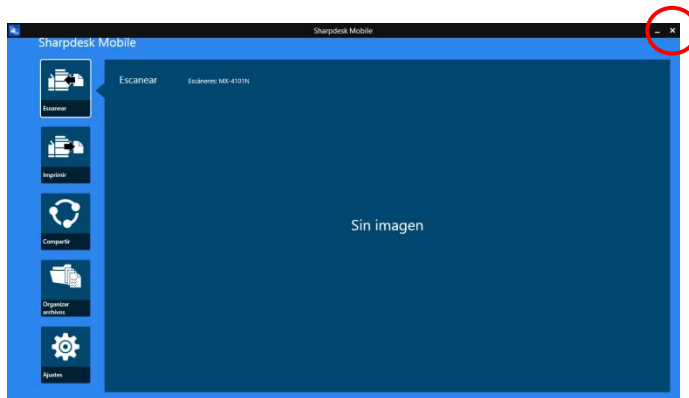 Sharpdesk Mobile
Sharpdesk Mobile
Escanear
Escáneres: MX-4101N
Escanear
Imprimir
Sin imagen
Compartir
Organizar
archivos
Ajustes